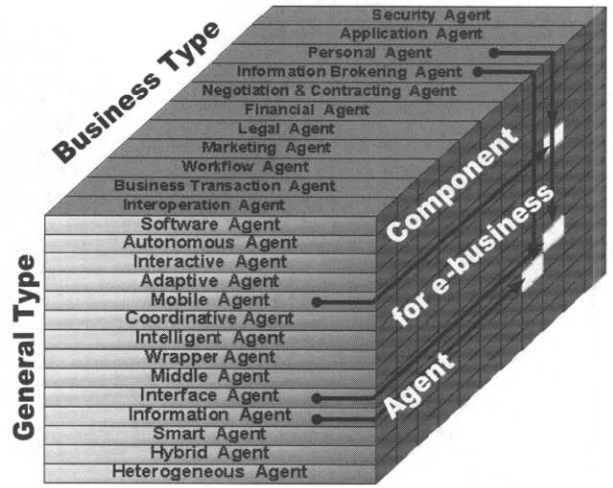 Business Type
Security Agent
Application Agent
Personal Agent
Information Brokering Agent
Negotiation & Contracting Agent
Financial Agent
Legal Agent
Marketing Agent
Workflow Agent
Business Transaction Agent
Interoperation Agent
General Type
Software Agent
Autonomous Agent
Interactive Agent
Adaptive Agent
Mobile Agent
Coordinative Agent
Intelligent Agent
Wrapper Agent
Middle Agent
Interface Agent
Information Agent
Smart Agent
Hybrid Agent
Heterogeneous Agent
Agent
Component
for e-business